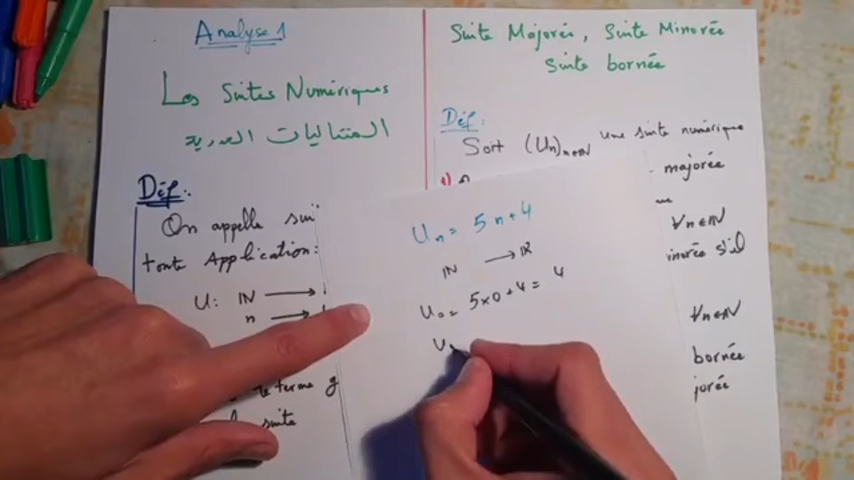 Analyse 1
Les Suites Numériques
المتتاليات العددية
Déf:
On appelle sui
toute Application:
U: IN →
n →
terme g
suite
Suite Majorée, Suite Minorée
Suite bornée
Déf:
Soit (Un)n∈IN une suite numérique
majorée
∀n∈IN
s'il
∀n∈IN
bornée
jorée
Un = 5n+4
IN → IR
U0 = 5×0+4 = 4
U